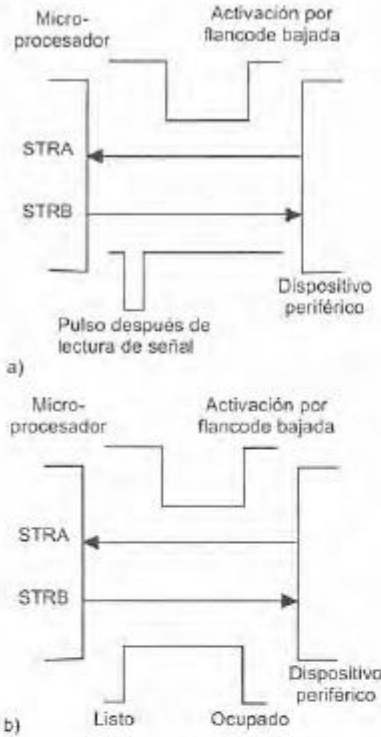 Micro-
procesador
Activación por
flancode bajada
STRA
STRB
Dispositivo
periférico
Pulso después de
lectura de señal
a)
Micro-
procesador
Activación por
flancode bajada
STRA
STRB
Dispositivo
periférico
Listo
Ocupado
b)